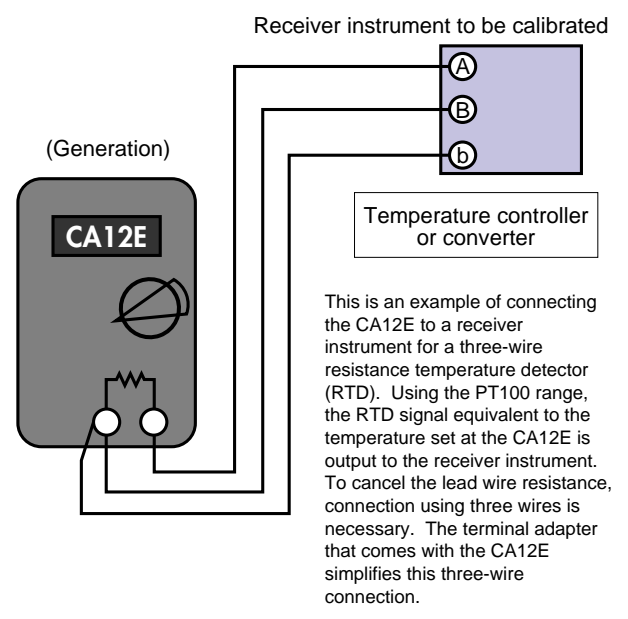 Receiver instrument to be calibrated
A
B
b
(Generation)
CA12E
Temperature controller
or converter
This is an example of connecting
the CA12E to a receiver
instrument for a three-wire
resistance temperature detector
(RTD).  Using the PT100 range,
the RTD signal equivalent to the
temperature set at the CA12E is
output to the receiver instrument.
To cancel the lead wire resistance,
connection using three wires is
necessary.  The terminal adapter
that comes with the CA12E
simplifies this three-wire
connection.